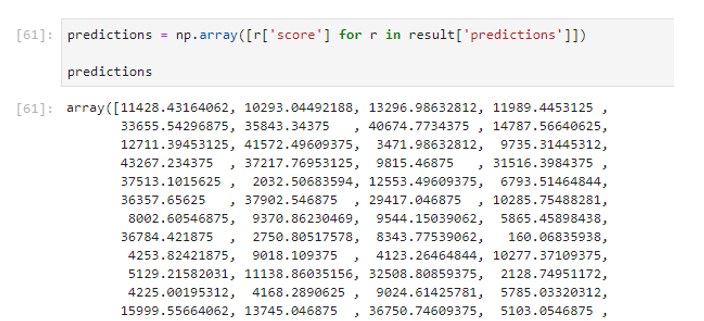 [61]: predictions = np.array([r['score'] for r in result['predictions']])
predictions
[61]: array([11428.43164062, 10293.04492188, 13296.98632812, 11989.4453125 ,
33655.54296875, 35843.34375   , 40674.7734375 , 14787.56640625,
12711.39453125, 41572.49609375,  3471.98632812,  9735.31445312,
43267.234375  , 37217.76953125,  9815.46875   , 31516.3984375 ,
37513.1015625 ,  2032.50683594, 12553.49609375,  6793.51464844,
36357.65625   , 37902.546875  , 29417.046875  , 10285.75488281,
8002.60546875,  9370.86230469,  9544.15039062,  5865.45898438,
36784.421875  ,  2750.80517578,  8343.77539062,   160.06835938,
4253.82421875,  9018.109375  ,  4123.26464844, 10277.37109375,
5129.21582031, 11138.86035156, 32508.80859375,  2128.74951172,
4225.00195312,  4168.2890625 ,  9024.61425781,  5785.03320312,
15999.55664062, 13745.046875  , 36750.74609375,  5103.0546875 ,